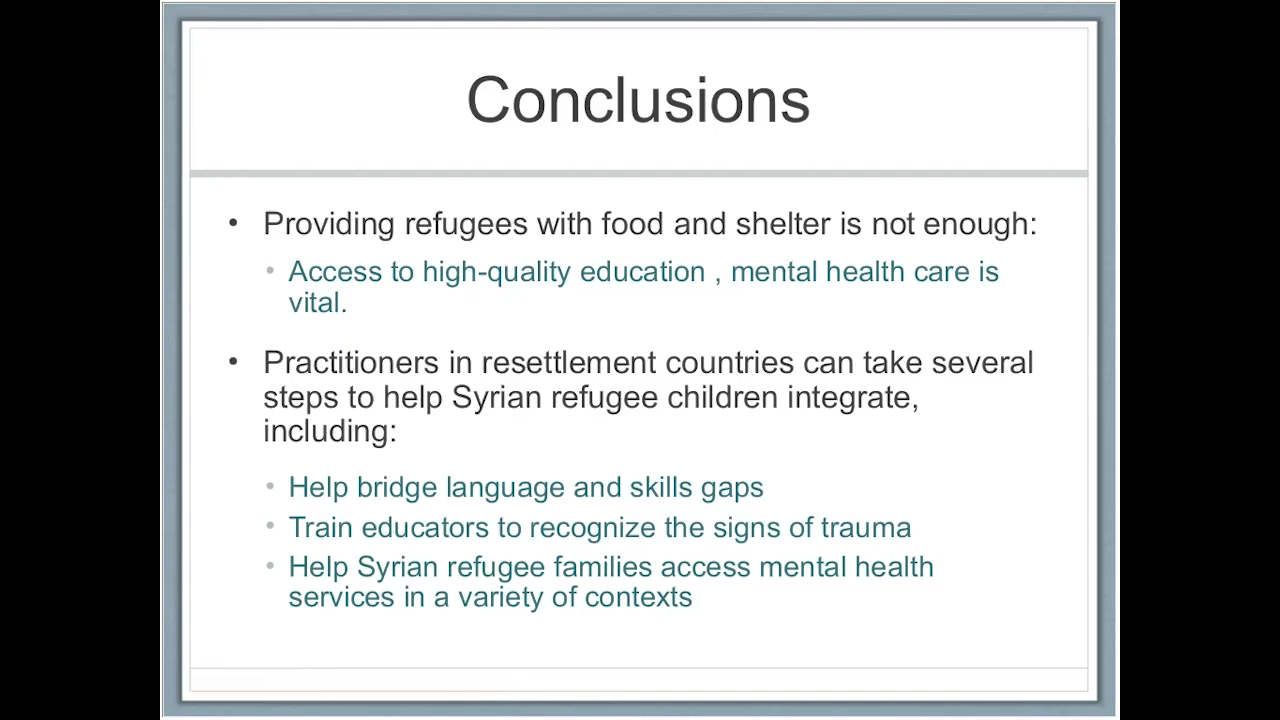 Conclusions
• Providing refugees with food and shelter is not enough:
• Access to high-quality education , mental health care is
vital.
• Practitioners in resettlement countries can take several
steps to help Syrian refugee children integrate,
including:
• Help bridge language and skills gaps
• Train educators to recognize the signs of trauma
• Help Syrian refugee families access mental health
services in a variety of contexts